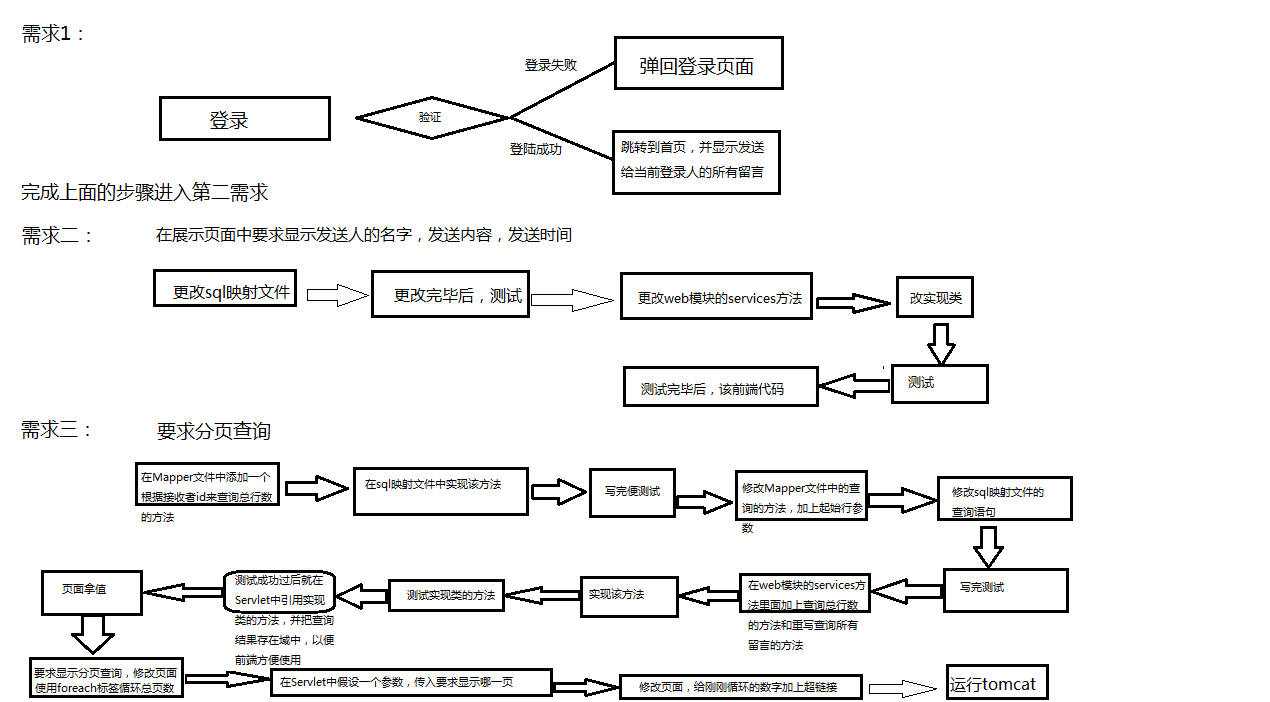 需求1：
登录
验证
登录失败
弹回登录页面
登陆成功
跳转到首页，并显示发送
给当前登录人的所有留言
完成上面的步骤进入第二需求
需求二：
在展示页面中要求显示发送人的名字，发送内容，发送时间
更改sql映射文件
更改完毕后，测试
更改web模块的services方法
改实现类
测试
测试完毕后，该前端代码
需求三：
要求分页查询
在Mapper文件中添加一个
根据接收者id来查询总行数
的方法
在sql映射文件中实现该方法
写完便测试
修改Mapper文件中的查
询的方法，加上起始行参
数
修改sql映射文件的
查询语句
写完测试
在web模块的services方
法里面加上查询总行数
的方法和重写查询所有
留言的方法
实现该方法
测试实现类的方法
测试成功过后就在
Servlet中引用实现
类的方法，并把查询
结果存在域中，以便
前端方便使用
页面拿值
要求显示分页查询，修改页面
使用foreach标签循环总页数
在Servlet中假设一个参数，传入要求显示哪一页
修改页面，给刚刚循环的数字加上超链接
运行tomcat